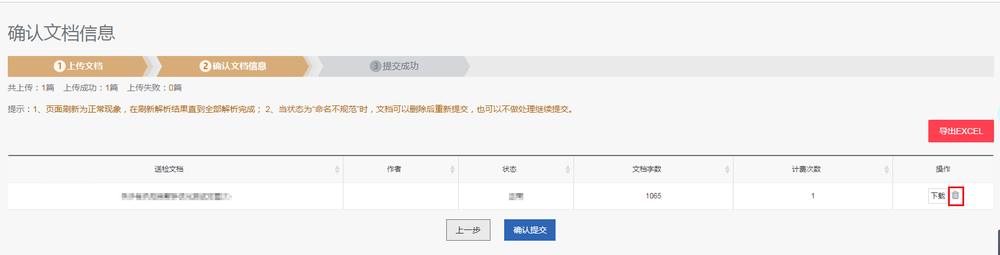 确认文档信息
1 上传文档 2 确认文档信息 3 提交成功
共上传：1篇 上传成功：1篇 上传失败：0篇
提示：1、页面刷新为正常现象，在刷新解析结果直到全部解析完成； 2、当状态为“命名不规范”时，文档可以删除后重新提交，也可以不做处理继续提交。
导出EXCEL
送检文档 作者 状态 文档字数 计费次数 操作
1065 1 下载
上一步 确认提交